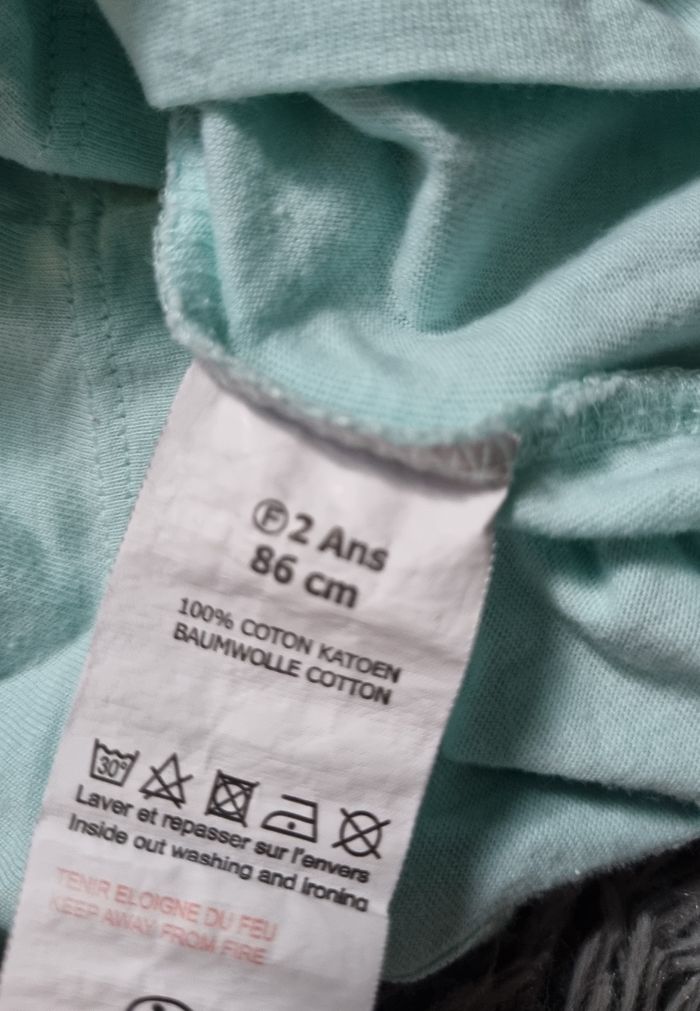 Ⓕ2 Ans
86 cm
100% COTON KATOEN
BAUMWOLLE COTTON
30°
Laver et repasser sur l'envers
Inside out washing and ironing
TENIR ELOIGNE DU FEU
KEEP AWAY FROM FIRE